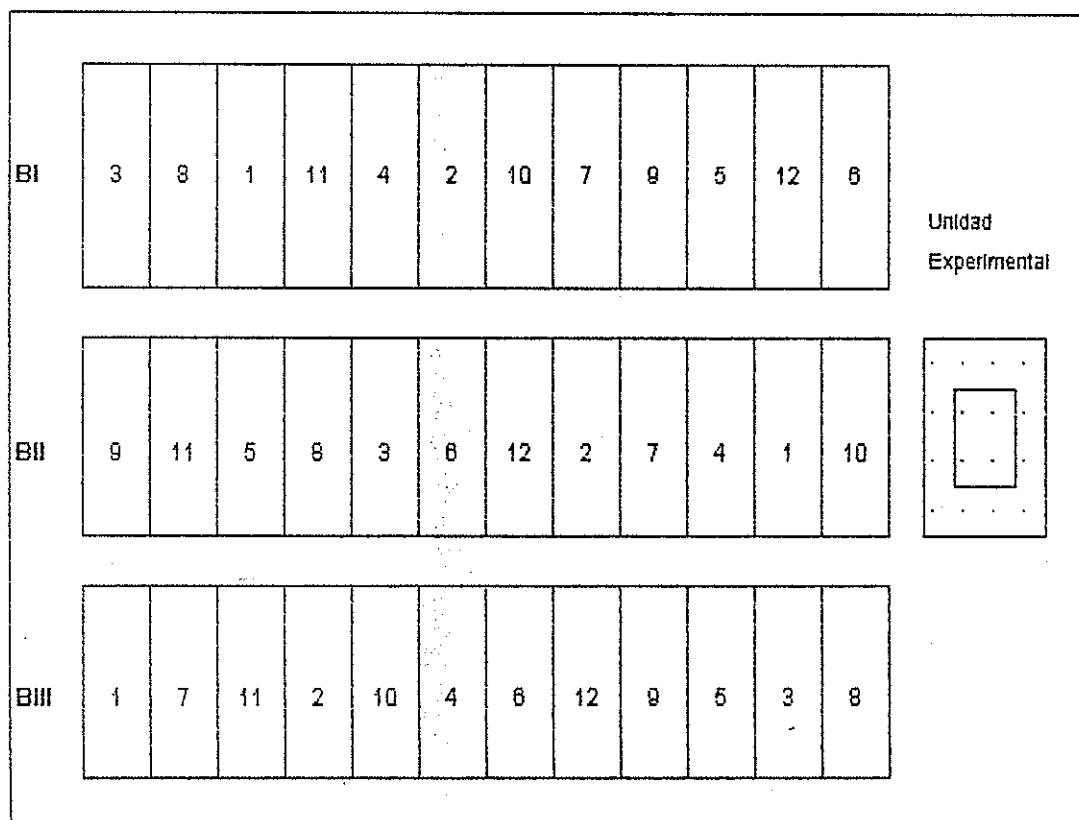 BI 3 8 1 11 4 2 10 7 9 5 12 6
Unidad
Experimental
BII 9 11 5 8 3 6 12 2 7 4 1 10
BIII 1 7 11 2 10 4 6 12 9 5 3 8